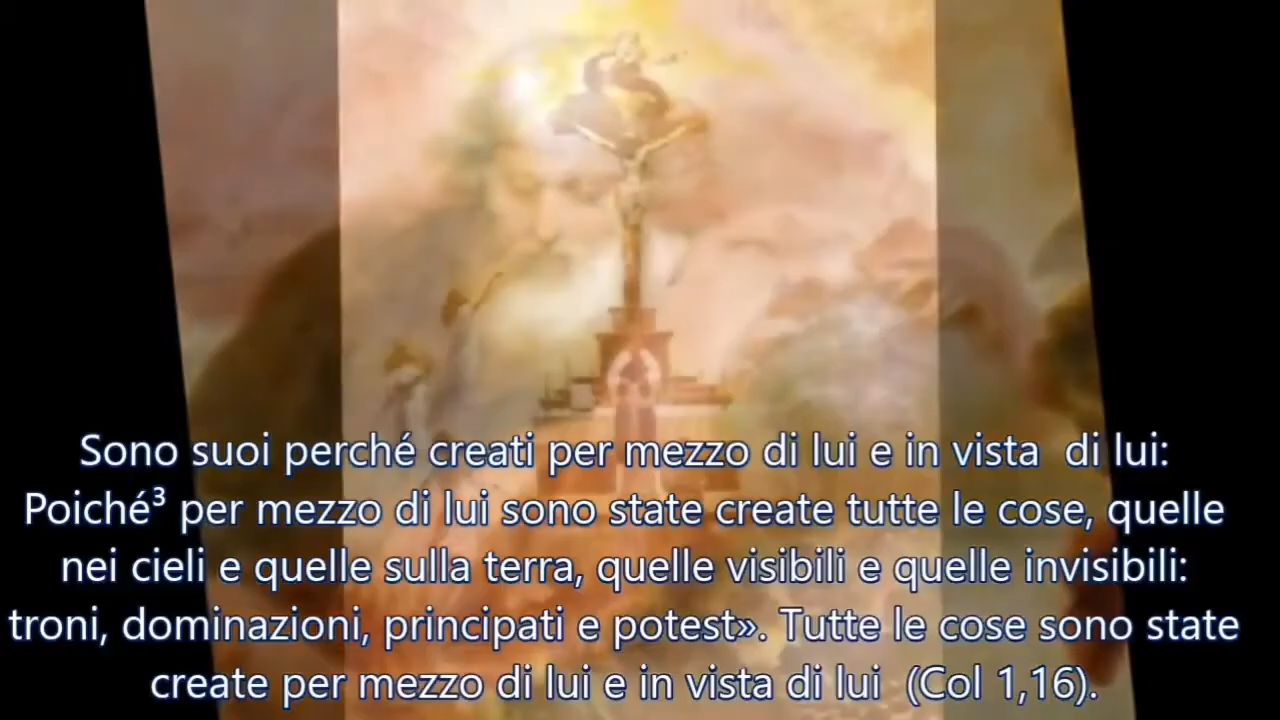 Sono suoi perché creati per mezzo di lui e in vista  di lui:
Poiché³ per mezzo di lui sono state create tutte le cose, quelle
nei cieli e quelle sulla terra, quelle visibili e quelle invisibili:
troni, dominazioni, principati e potest». Tutte le cose sono state
create per mezzo di lui e in vista di lui  (Col 1,16).